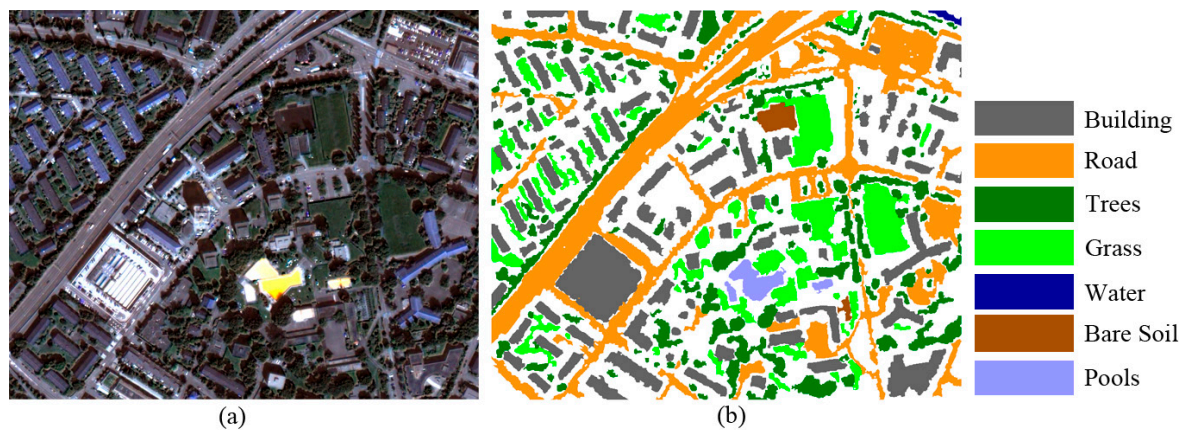 Building
Road
Trees
Grass
Water
Bare Soil
Pools
(a)
(b)